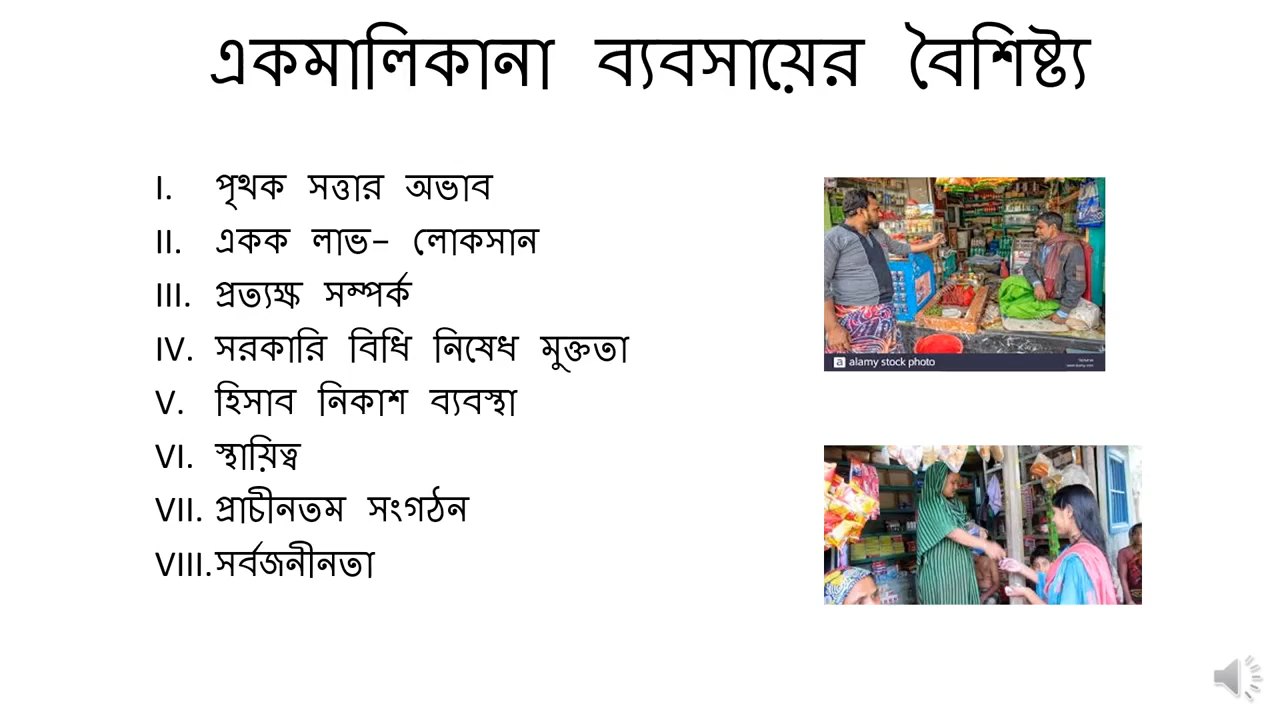 একমালিকানা ব্যবসায়ের বৈশিষ্ট্য
I. পৃথক সত্তার অভাব
II. একক লাভ– লোকসান
III. প্রত্যক্ষ সম্পর্ক
IV. সরকারি বিধি নিষেধ মুক্ততা
V. হিসাব নিকাশ ব্যবস্থা
VI. স্থায়িত্ব
VII. প্রাচীনতম সংগঠন
VIII. সর্বজনীনতা
a alamy stock photo